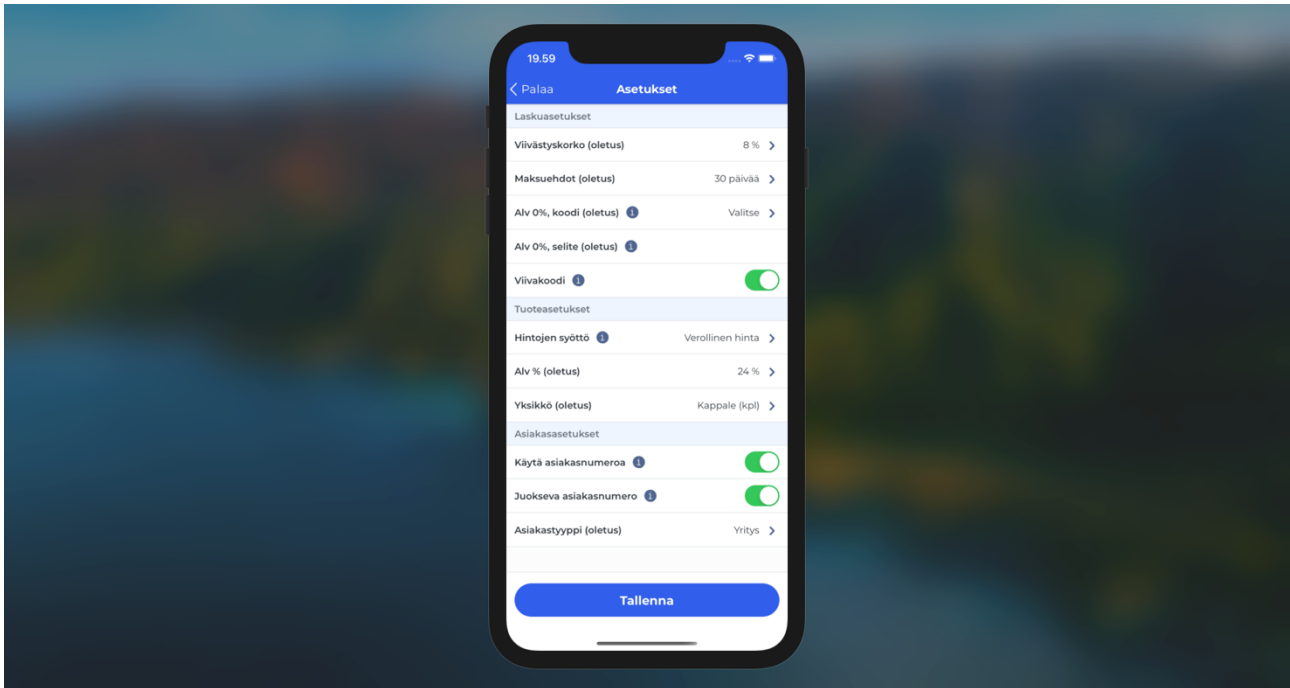 19.59
Palaa Asetukset
Laskuasetukset
Viivästyskorko (oletus) 8 %
Maksuehdot (oletus) 30 päivää
Alv 0%, koodi (oletus) i Valitse
Alv 0%, selite (oletus) i
Viivakoodi i
Tuoteasetukset
Hintojen syöttö i Verollinen hinta
Alv % (oletus) 24 %
Yksikkö (oletus) Kappale (kpl)
Asiakasasetukset
Käytä asiakasnumeroa i
Juokseva asiakasnumero i
Asiakastyyppi (oletus) Yritys
Tallenna